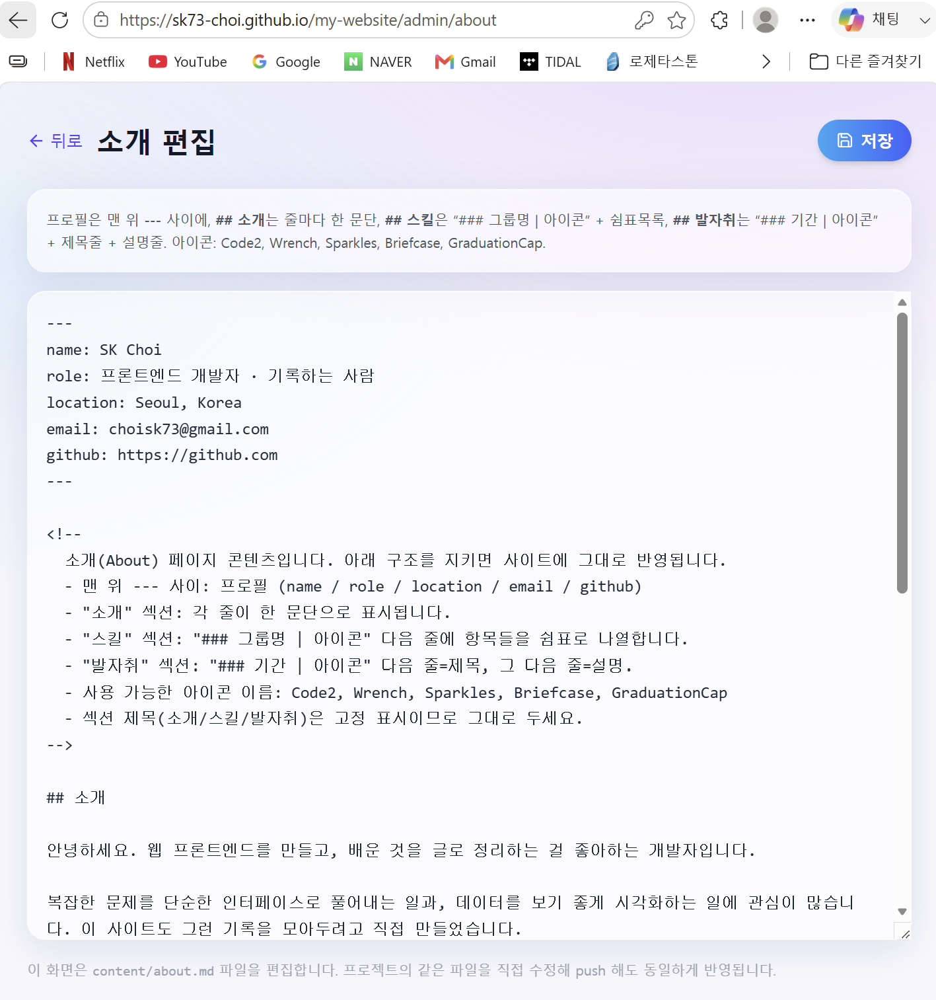 https://sk73-choi.github.io/my-website/admin/about
채팅
Netflix
YouTube
Google
NAVER
Gmail
TIDAL
로제타스톤
다른 즐겨찾기
뒤로
소개 편집
저장
프로필은 맨 위 --- 사이에, ## 소개는 줄마다 한 문단, ## 스킬은 “### 그룹명 | 아이콘” + 쉼표목록, ## 발자취는 “### 기간 | 아이콘”
+ 제목줄 + 설명줄. 아이콘: Code2, Wrench, Sparkles, Briefcase, GraduationCap.
---
name: SK Choi
role: 프론트엔드 개발자 · 기록하는 사람
location: Seoul, Korea
email: choisk73@gmail.com
github: https://github.com
---
<!--
소개(About) 페이지 콘텐츠입니다. 아래 구조를 지키면 사이트에 그대로 반영됩니다.
- 맨 위 --- 사이: 프로필 (name / role / location / email / github)
- "소개" 섹션: 각 줄이 한 문단으로 표시됩니다.
- "스킬" 섹션: "### 그룹명 | 아이콘" 다음 줄에 항목들을 쉼표로 나열합니다.
- "발자취" 섹션: "### 기간 | 아이콘" 다음 줄=제목, 그 다음 줄=설명.
- 사용 가능한 아이콘 이름: Code2, Wrench, Sparkles, Briefcase, GraduationCap
- 섹션 제목(소개/스킬/발자취)은 고정 표시이므로 그대로 두세요.
-->
## 소개
안녕하세요. 웹 프론트엔드를 만들고, 배운 것을 글로 정리하는 걸 좋아하는 개발자입니다.
복잡한 문제를 단순한 인터페이스로 풀어내는 일과, 데이터를 보기 좋게 시각화하는 일에 관심이 많습니
다. 이 사이트도 그런 기록을 모아두려고 직접 만들었습니다.
이 화면은 content/about.md 파일을 편집합니다. 프로젝트의 같은 파일을 직접 수정해 push 해도 동일하게 반영됩니다.